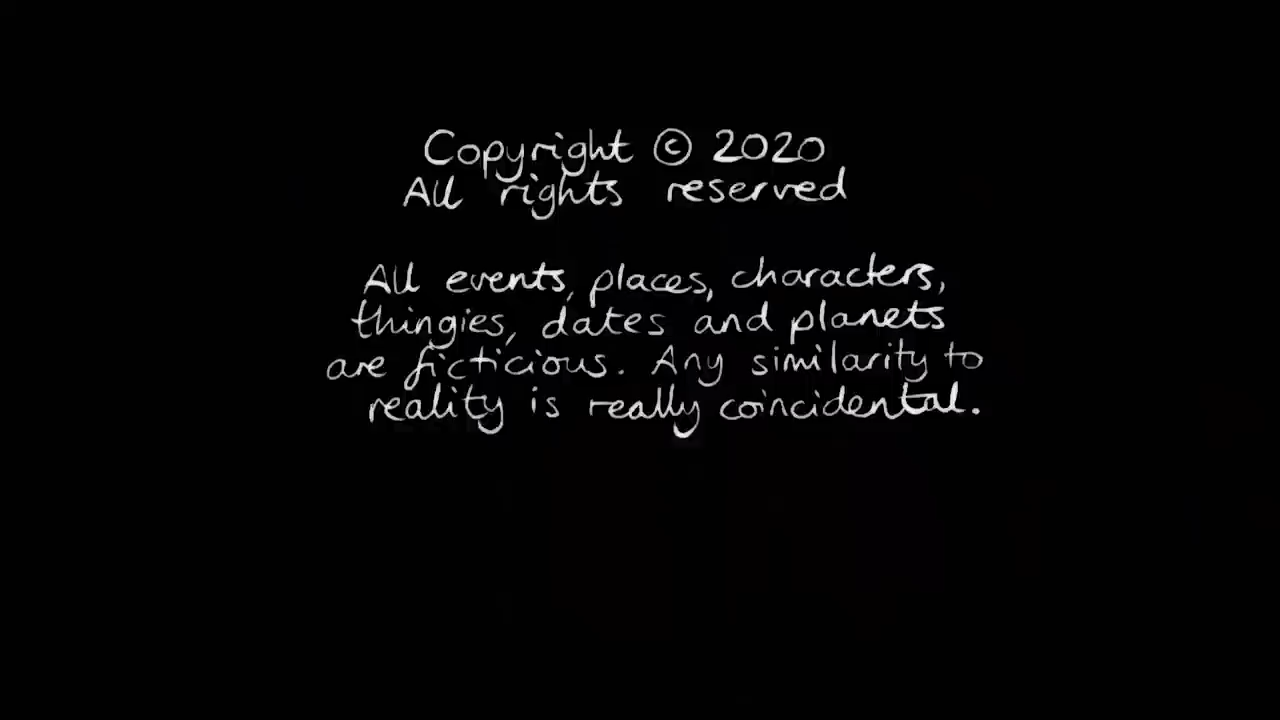 Copyright © 2020
All rights reserved
All events, places, characters,
thingies, dates and planets
are ficticious. Any similarity to
reality is really coincidental.